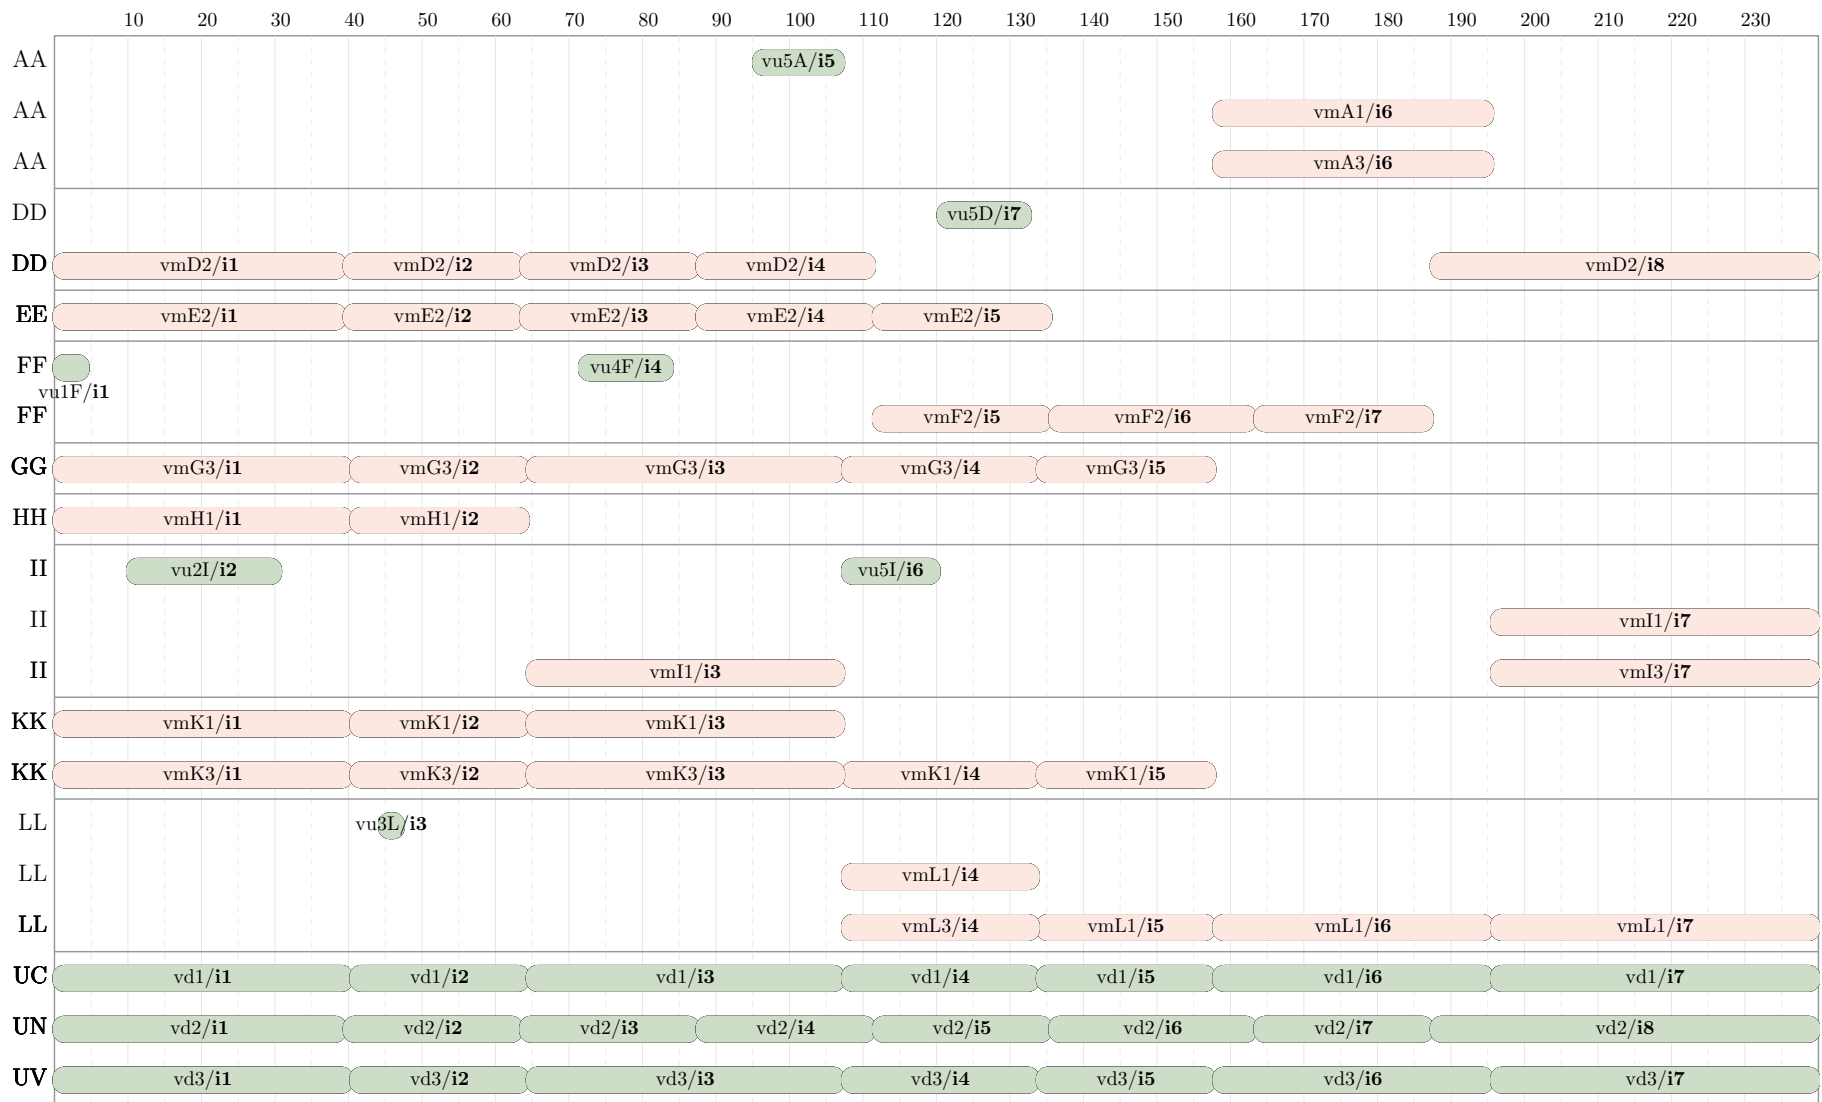 10 20 30 40 50 60 70 80 90 100 110 120 130 140 150 160 170 180 190 200 210 220 230
AA vu5A/i5
AA vmA1/i6
AA vmA3/i6
DD vu5D/i7
DD vmD2/i1 vmD2/i2 vmD2/i3 vmD2/i4 vmD2/i8
EE vmE2/i1 vmE2/i2 vmE2/i3 vmE2/i4 vmE2/i5
FF vu4F/i4
vu1F/i1
FF vmF2/i5 vmF2/i6 vmF2/i7
GG vmG3/i1 vmG3/i2 vmG3/i3 vmG3/i4 vmG3/i5
HH vmH1/i1 vmH1/i2
II vu2I/i2 vu5I/i6
II vmI1/i7
II vmI1/i3 vmI3/i7
KK vmK1/i1 vmK1/i2 vmK1/i3
KK vmK3/i1 vmK3/i2 vmK3/i3 vmK1/i4 vmK1/i5
LL vu3L/i3
LL vmL1/i4
LL vmL3/i4 vmL1/i5 vmL1/i6 vmL1/i7
UC vd1/i1 vd1/i2 vd1/i3 vd1/i4 vd1/i5 vd1/i6 vd1/i7
UN vd2/i1 vd2/i2 vd2/i3 vd2/i4 vd2/i5 vd2/i6 vd2/i7 vd2/i8
UV vd3/i1 vd3/i2 vd3/i3 vd3/i4 vd3/i5 vd3/i6 vd3/i7